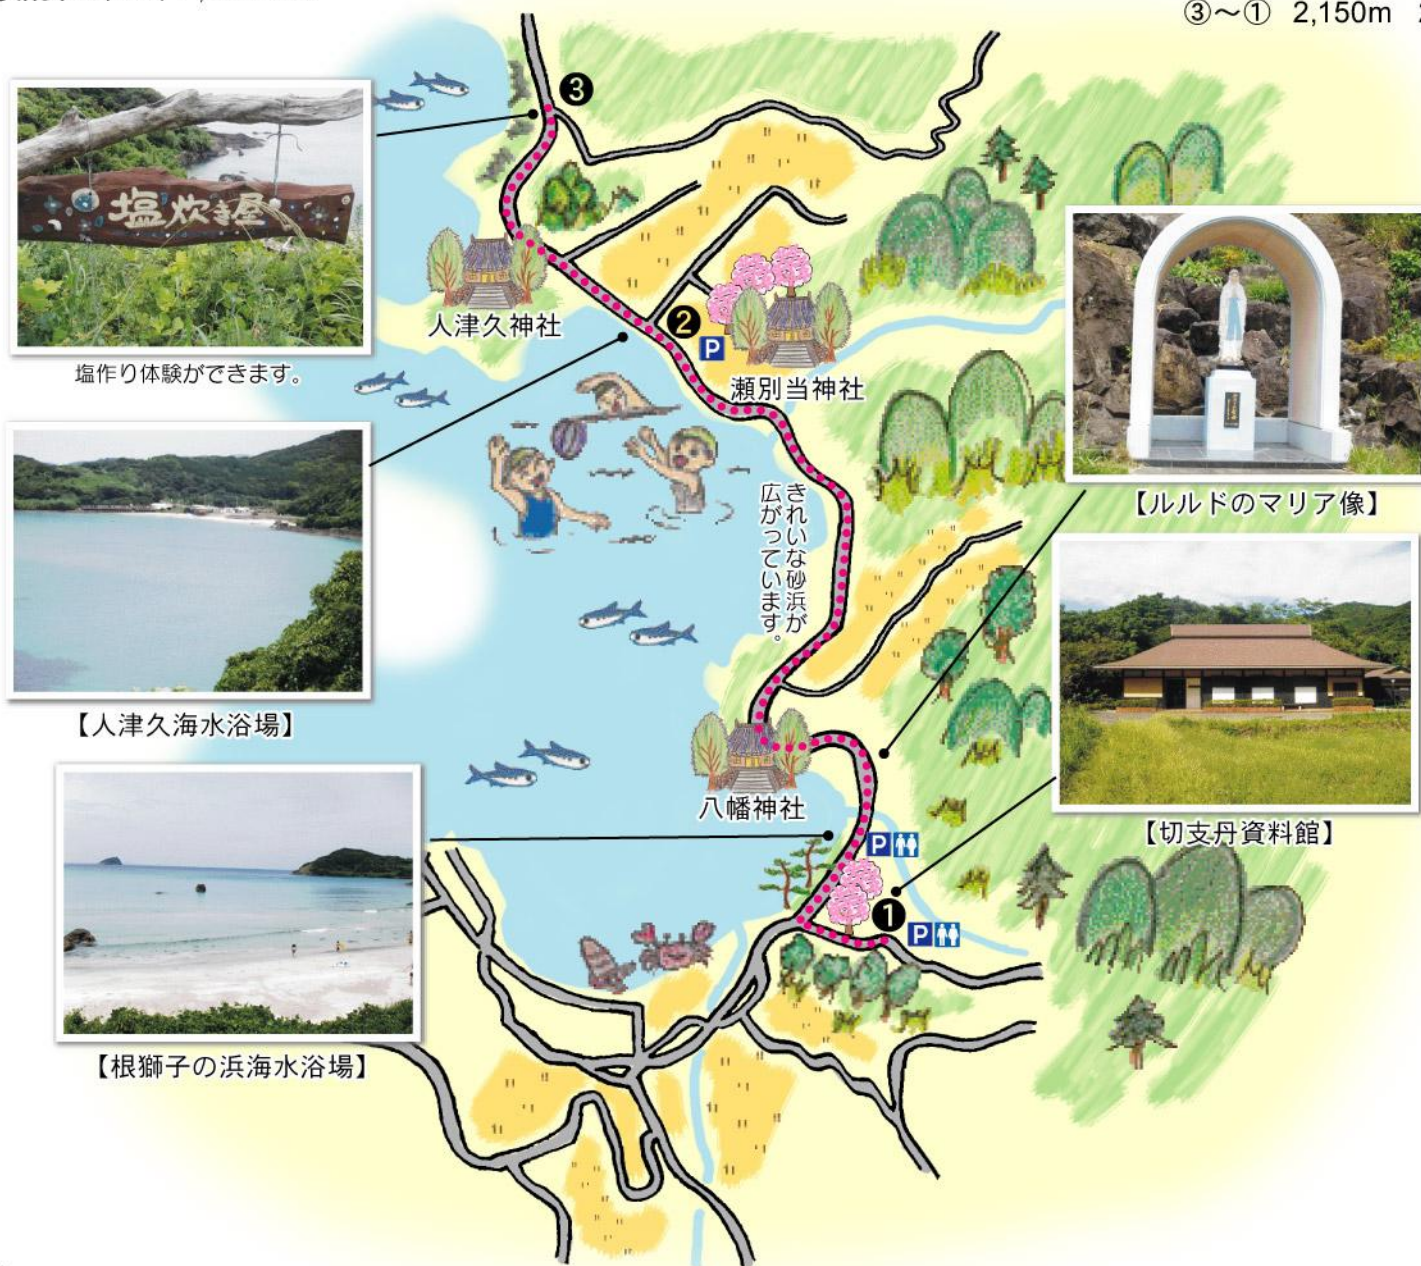 ③～① 2,150m
③
塩炊き屋
塩作り体験ができます。
人津久神社
②
P
瀬別当神社
【ルルドのマリア像】
きれいな砂浜が
広がっています。
【人津久海水浴場】
八幡神社
【切支丹資料館】
P
①
P
【根獅子の浜海水浴場】